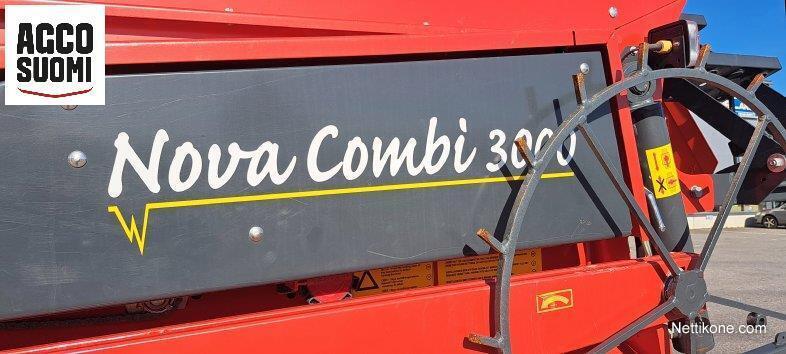 AGCO
SUOMI
Nova Combi 3000
Nettikone.com